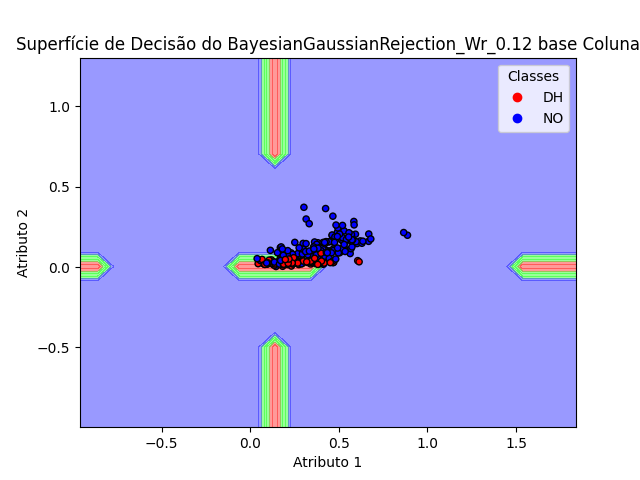 Superfície de Decisão do BayesianGaussianRejection_Wr_0.12 base Coluna
Classes
DH
NO
Atributo 2
1.0
0.5
0.0
−0.5
−0.5
0.0
0.5
1.0
1.5
Atributo 1